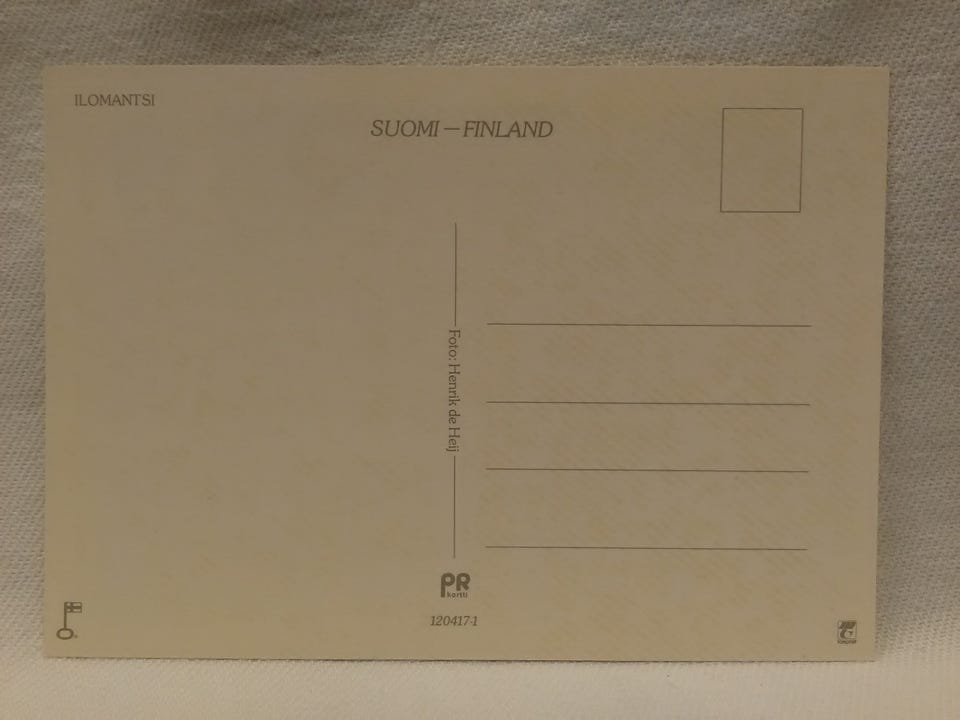 ILOMANTSI
SUOMI — FINLAND
Foto: Henrik de Heij
PR
kortti
120417-1